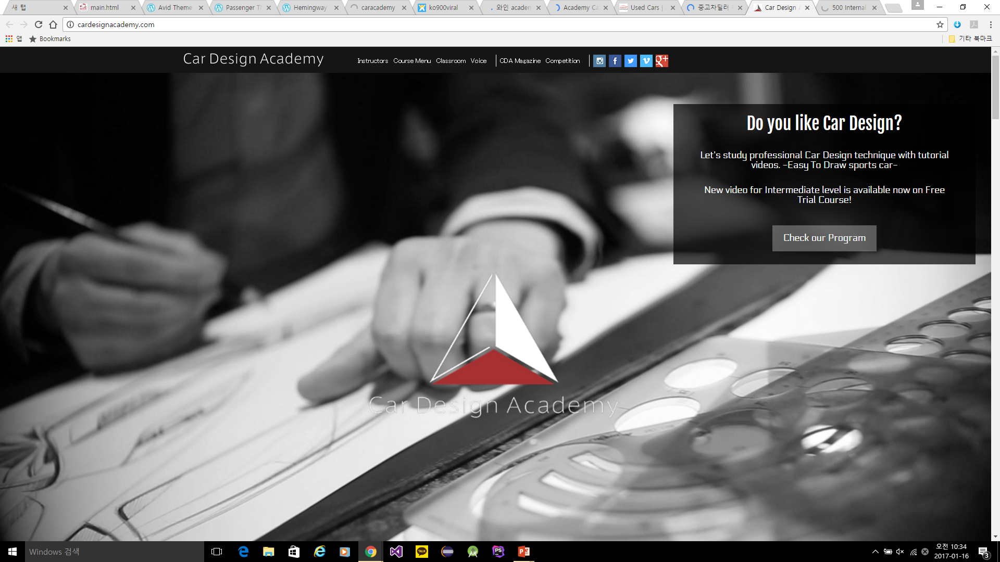 새 탭
main.html
Avid Theme
Passenger T
Hemingway
caracademy
ko900viral
와인 academ
Academy Ca
Used Cars |
중고차딜러
Car Design A
500 Internal
cardesignacademy.com
앱
Bookmarks
기타 북마크
Car Design Academy
Instructors
Course Menu
Classroom
Voice
CDA Magazine
Competition
Do you like Car Design?
Let's study professional Car Design technique with tutorial
videos. -Easy To Draw sports car-
New video for Intermediate level is available now on Free
Trial Course!
Check our Program
Car Design Academy
Windows 검색
TALK
PS
오전 10:34
2017-01-16
3